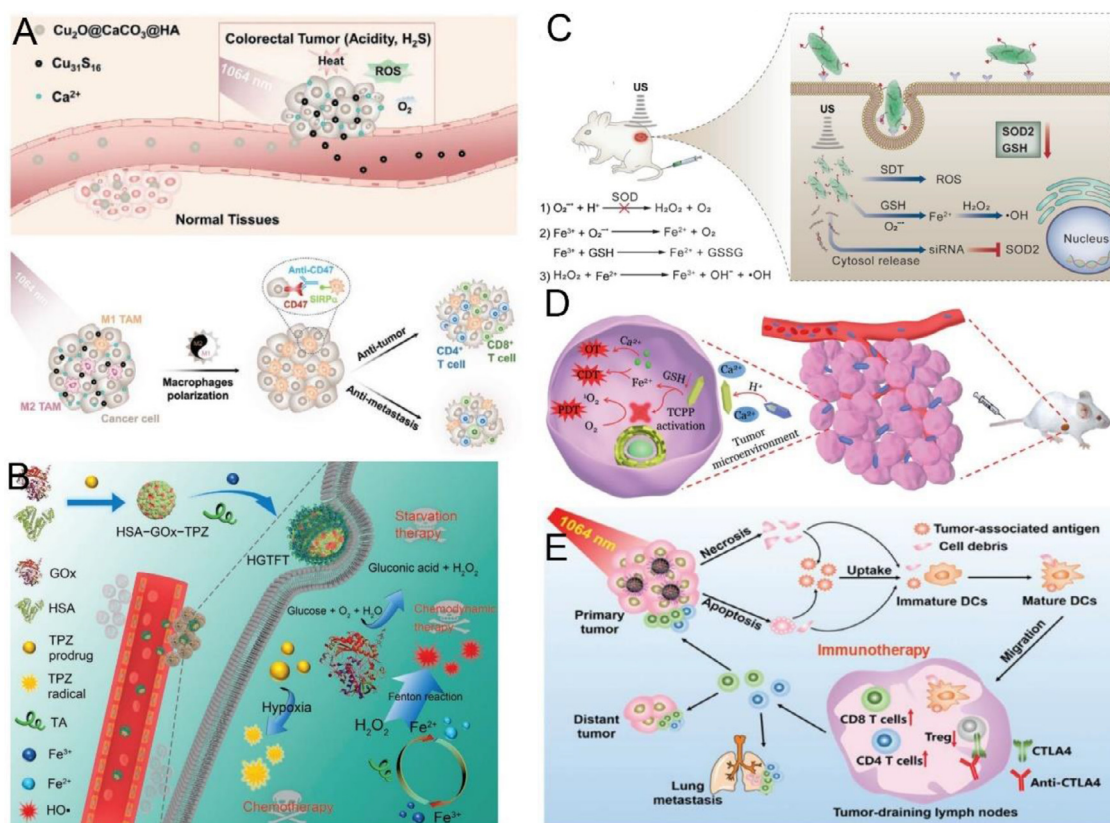 A
Cu₂O@CaCO₃@HA
Cu₃₁S₁₆
Ca²⁺
Colorectal Tumor (Acidity, H₂S)
Heat
ROS
O₂
1064 nm
Normal Tissues
1064 nm
M1 TAM
M2 TAM
Cancer cell
M2
M1
Macrophages
polarization
Anti-CD47
CD47
SIRPα
Anti-tumor
Anti-metastasis
CD4⁺
T cell
CD8⁺
T cell
B
HSA-GOx-TPZ
HGTFT
GOx
HSA
TPZ
prodrug
TPZ
radical
TA
Fe³⁺
Fe²⁺
HO•
Starvation
therapy
Gluconic acid + H₂O₂
Glucose + O₂ + H₂O
Chemodynamic
therapy
Fenton reaction
Hypoxia
H₂O₂
Fe²⁺
Fe³⁺
Chemotherapy
C
US
SOD
1) O₂•⁻ + H⁺ → H₂O₂ + O₂
2) Fe³⁺ + O₂•⁻ → Fe²⁺ + O₂
Fe³⁺ + GSH → Fe²⁺ + GSSG
3) H₂O₂ + Fe²⁺ → Fe³⁺ + OH⁻ + •OH
US
SOD2
GSH
SDT
ROS
GSH
O₂•⁻
Fe²⁺
H₂O₂
•OH
siRNA
SOD2
Cytosol release
Nucleus
D
OT
Ca²⁺
CDT
Fe²⁺
GSH
PDT
¹O₂
O₂
TCPP
activation
Ca²⁺
H⁺
Ca²⁺
Tumor
microenvironment
E
1064 nm
Primary
tumor
Necrosis
Apoptosis
Tumor-associated antigen
Cell debris
Uptake
Immature DCs
Mature DCs
Migration
Immunotherapy
CD8 T cells
CD4 T cells
Treg
CTLA4
Anti-CTLA4
Tumor-draining lymph nodes
Distant
tumor
Lung
metastasis